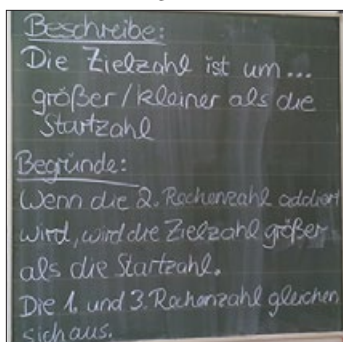 Beschreibe:
Die Zielzahl ist um...
größer/kleiner als die
Startzahl
Begründe:
Wenn die 2. Rechenzahl addiert
wird, wird die Zielzahl größer
als die Startzahl.
Die 1. und 3. Rechenzahl gleichen
sich aus.